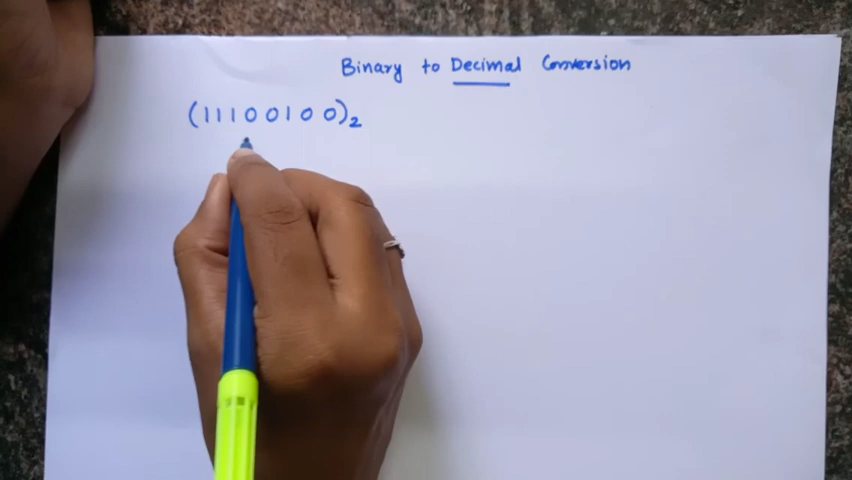 Binary to Decimal Conversion
(11100100)₂